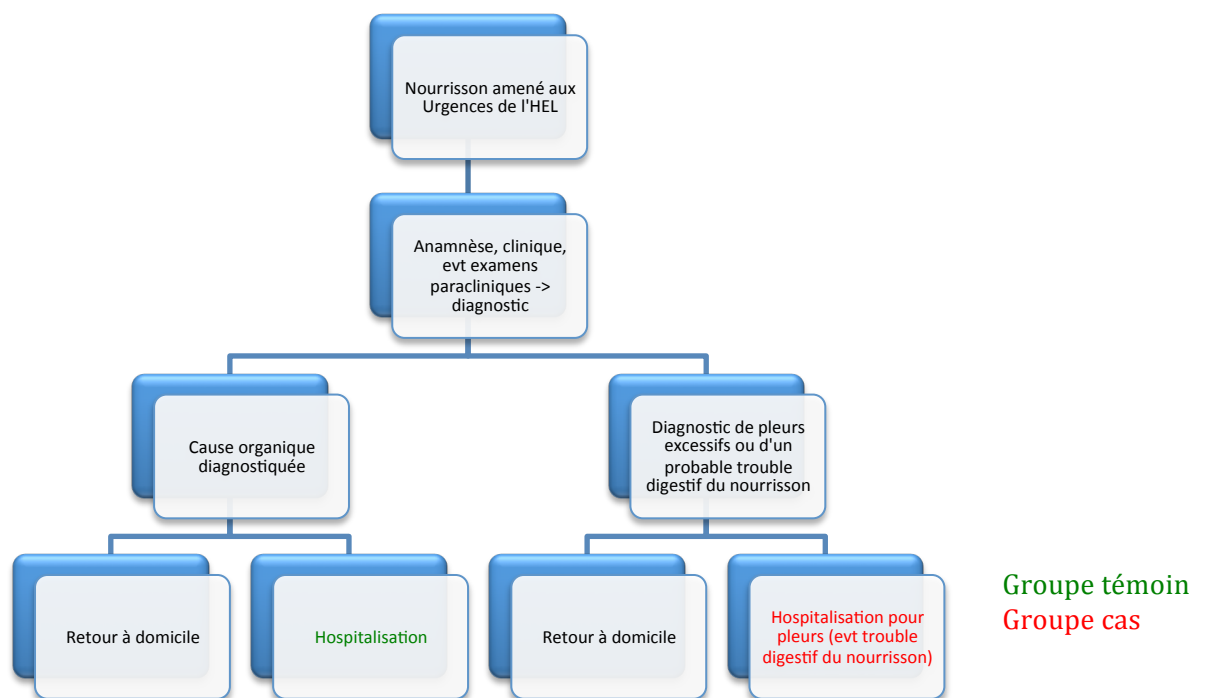 Nourrisson amené aux
Urgences de l'HEL
Anamnèse, clinique,
evt examens
paracliniques ->
diagnostic
Cause organique
diagnostiquée
Diagnostic de pleurs
excessifs ou d'un
probable trouble
digestif du nourrisson
Retour à domicile
Hospitalisation
Retour à domicile
Hospitalisation pour
pleurs (evt trouble
digestif du nourrisson)
Groupe témoin
Groupe cas